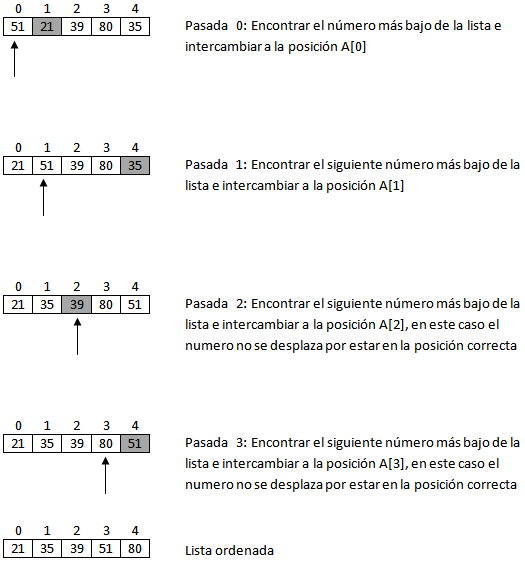 0 1 2 3 4
51 21 39 80 35
Pasada 0: Encontrar el número más bajo de la lista e
intercambiar a la posición A[0]
0 1 2 3 4
21 51 39 80 35
Pasada 1: Encontrar el siguiente número más bajo de la
lista e intercambiar a la posición A[1]
0 1 2 3 4
21 35 39 80 51
Pasada 2: Encontrar el siguiente número más bajo de la
lista e intercambiar a la posición A[2], en este caso el
numero no se desplaza por estar en la posición correcta
0 1 2 3 4
21 35 39 80 51
Pasada 3: Encontrar el siguiente número más bajo de la
lista e intercambiar a la posición A[3], en este caso el
numero no se desplaza por estar en la posición correcta
0 1 2 3 4
21 35 39 51 80
Lista ordenada